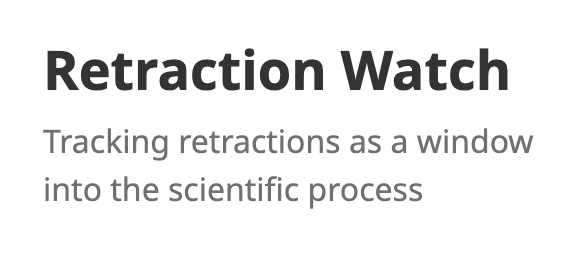 Retraction Watch
Tracking retractions as a window
into the scientific process